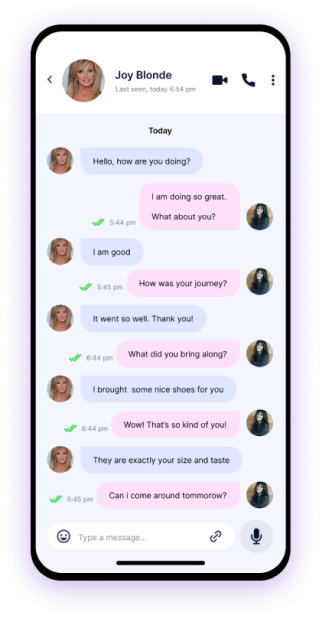 Joy Blonde
Last seen, today 6:54 pm
Today
Hello, how are you doing?
I am doing so great.
What about you?
5:44 pm
I am good
How was your journey?
5:45 pm
It went so well. Thank you!
What did you bring along?
6:44 pm
I brought some nice shoes for you
Wow! That's so kind of you!
6:44 pm
They are exactly your size and taste
Can i come around tommorow?
6:45 pm
Type a message...